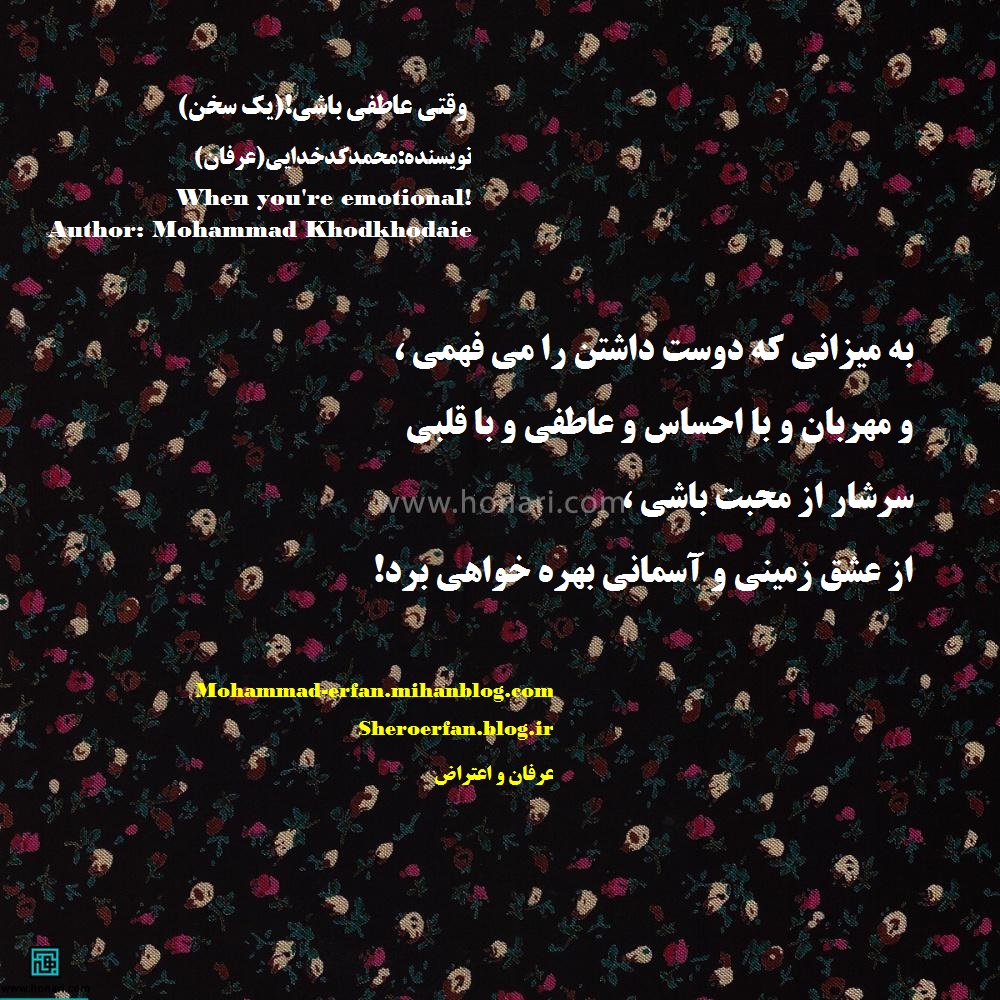 وقتی عاطفی باشی!(یک سخن)
نویسنده:محمدکدخدایی(عرفان)
When you're emotional!
Author: Mohammad Khodkhodaie
به میزانی که دوست داشتن را می فهمی ،
و مهربان و با احساس و عاطفی و با قلبی
سرشار از محبت باشی ،
www.honari.com
از عشق زمینی و آسمانی بهره خواهی برد!
Mohammad-erfan.mihanblog.com
Sheroerfan.blog.ir
عرفان و اعتراض
www.honari.com